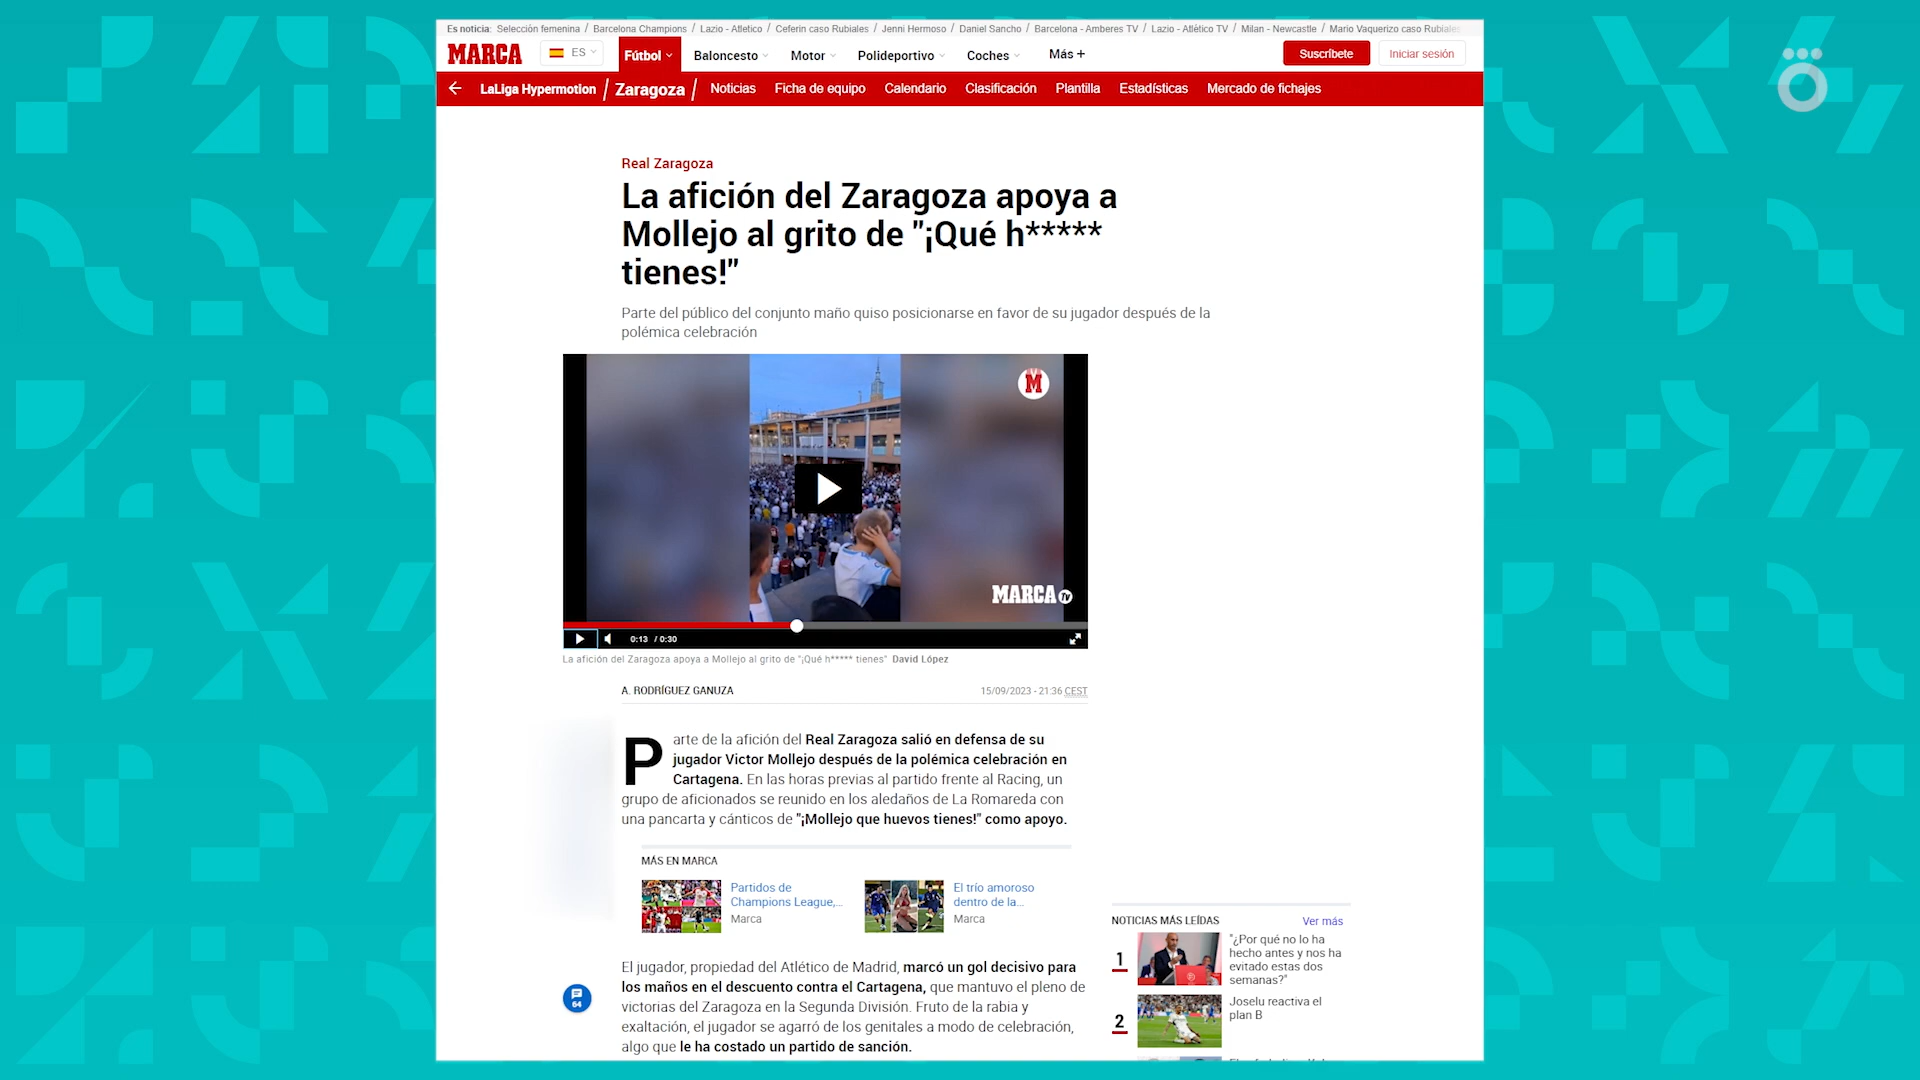 Es noticia: Selección femenina / Barcelona Champions / Lazio - Atletico / Ceferin caso Rubiales / Jenni Hermoso / Daniel Sancho / Barcelona - Amberes TV / Lazio - Atlético TV / Milan - Newcastle / Mario Vaquerizo caso Rubiales
MARCA ES Fútbol Baloncesto Motor Polideportivo Coches Más + Suscríbete Iniciar sesión
LaLiga Hypermotion / Zaragoza / Noticias Ficha de equipo Calendario Clasificación Plantilla Estadísticas Mercado de fichajes
Real Zaragoza
La afición del Zaragoza apoya a
Mollejo al grito de "¡Qué h*****
tienes!"
Parte del público del conjunto maño quiso posicionarse en favor de su jugador después de la
polémica celebración
M
MARCA TV
0:13 / 0:30
La afición del Zaragoza apoya a Mollejo al grito de "¡Qué h***** tienes" David López
A. RODRÍGUEZ GANUZA 15/09/2023 - 21:36 CEST
Parte de la afición del Real Zaragoza salió en defensa de su
jugador Victor Mollejo después de la polémica celebración en
Cartagena. En las horas previas al partido frente al Racing, un
grupo de aficionados se reunido en los aledaños de La Romareda con
una pancarta y cánticos de "¡Mollejo que huevos tienes!" como apoyo.
MÁS EN MARCA
Partidos de
Champions League,...
Marca
El trío amoroso
dentro de la...
Marca
El jugador, propiedad del Atlético de Madrid, marcó un gol decisivo para
los maños en el descuento contra el Cartagena, que mantuvo el pleno de
victorias del Zaragoza en la Segunda División. Fruto de la rabia y
exaltación, el jugador se agarró de los genitales a modo de celebración,
algo que le ha costado un partido de sanción.
64
NOTICIAS MÁS LEÍDAS Ver más
1
"¿Por qué no lo ha
hecho antes y nos ha
evitado estas dos
semanas?"
2
Joselu reactiva el
plan B